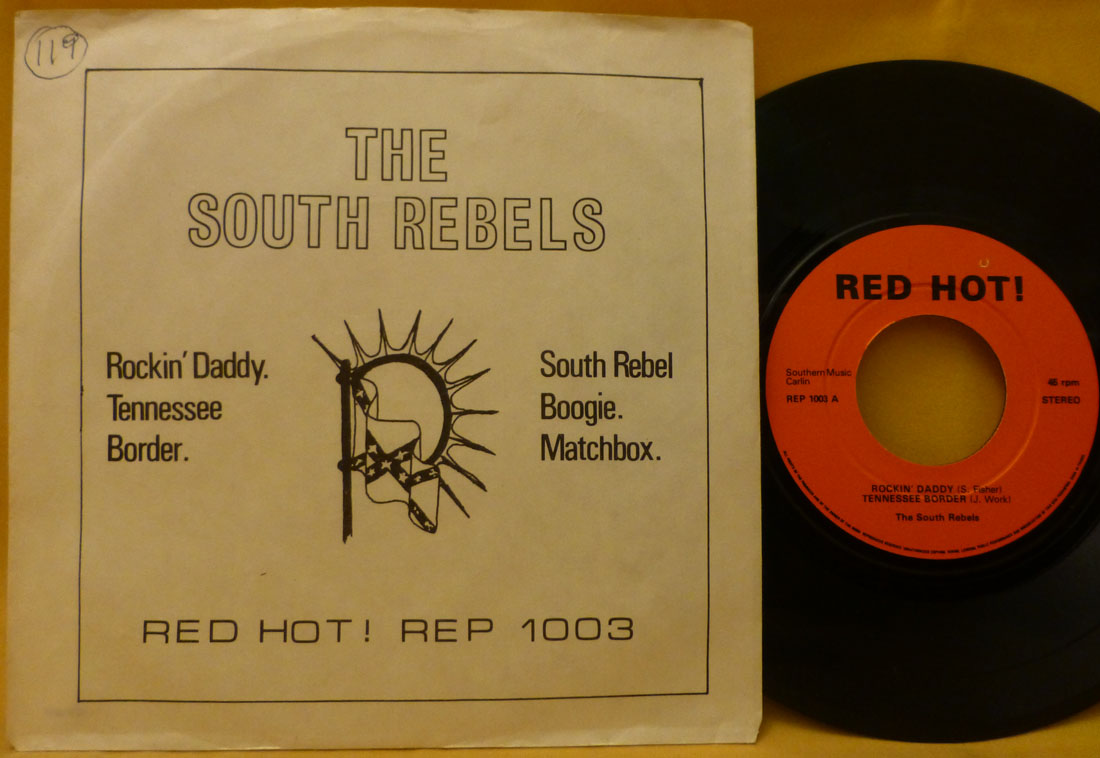 119
THE
SOUTH REBELS
Rockin' Daddy.
Tennessee
Border.
South Rebel
Boogie.
Matchbox.
RED HOT! REP 1003
RED HOT!
Southern Music
Carlin
REP 1003 A
45 rpm
STEREO
ROCKIN' DADDY (S. Fisher)
TENNESSEE BORDER (J. Work)
The South Rebels